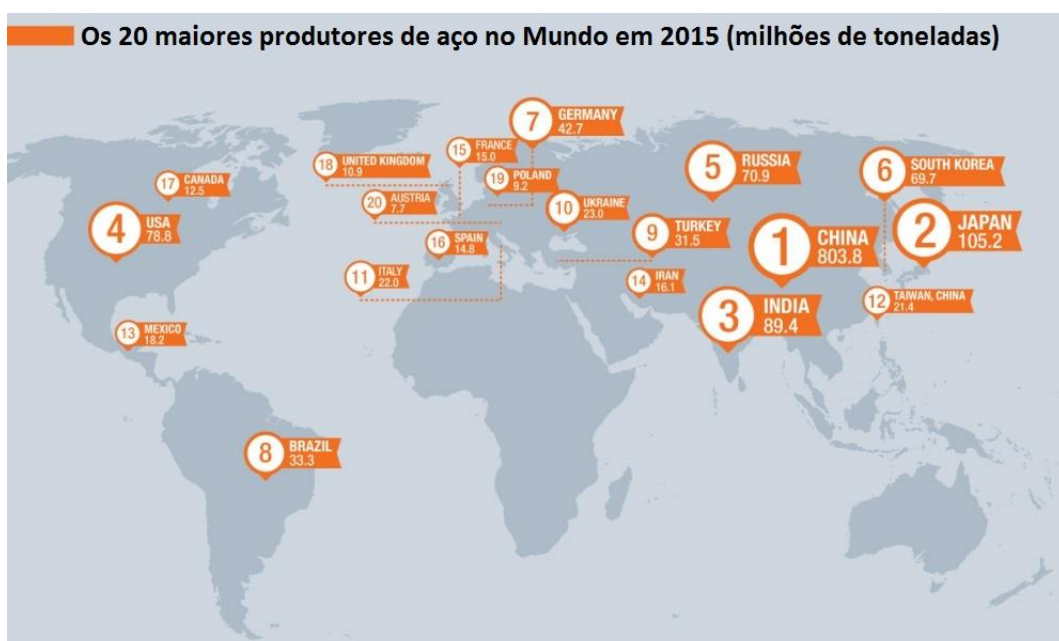 Os 20 maiores produtores de aço no Mundo em 2015 (milhões de toneladas)
7
GERMANY
42.7
15
FRANCE
15.0
18
UNITED KINGDOM
10.9
5
RUSSIA
70.9
6
SOUTH KOREA
69.7
17
CANADA
12.5
19
POLAND
9.2
20
AUSTRIA
7.7
10
UKRAINE
23.0
4
USA
78.8
9
TURKEY
31.5
1
CHINA
803.8
2
JAPAN
105.2
16
SPAIN
14.8
11
ITALY
22.0
14
IRAN
16.1
12
TAIWAN, CHINA
21.4
3
INDIA
89.4
13
MEXICO
18.2
8
BRAZIL
33.3